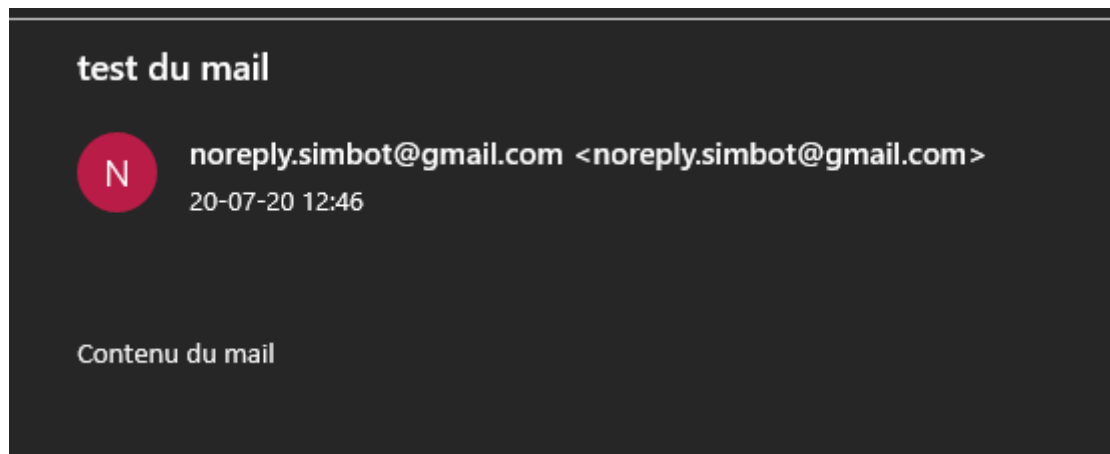 test du mail
N
noreply.simbot@gmail.com <noreply.simbot@gmail.com>
20-07-20 12:46
Contenu du mail